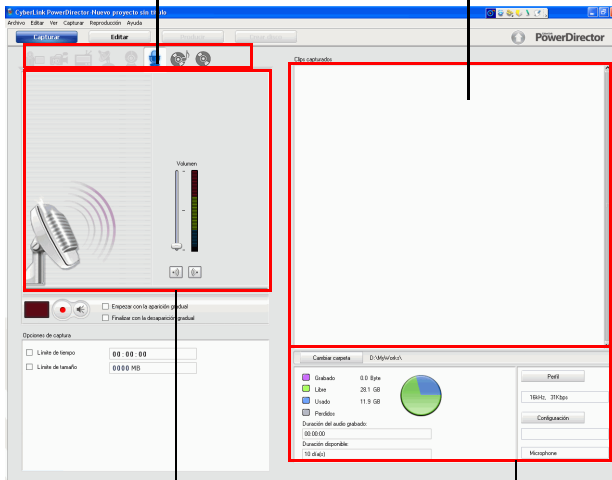 CyberLink PowerDirector-Nuevo proyecto sin título
Archivo Editar Ver Capturar Reproducción Ayuda
Capturar
Editar
PowerDirector
Clips capturados
Volumen
Empezar con la aparición gradual
Finalizar con la desaparición gradual
Opciones de captura
Límite de tiempo 00:00:00
Límite de tamaño 0000 MB
Cambiar carpeta D:\MyWorks\
Grabado 0.0 Byte
Libre 28.1 GB
Usado 11.9 GB
Perdidos
Duración del audio grabado:
00:00:00
Duración disponible:
10 día(s)
Perfil
16kHz, 31Kbps
Configuración
Microphone